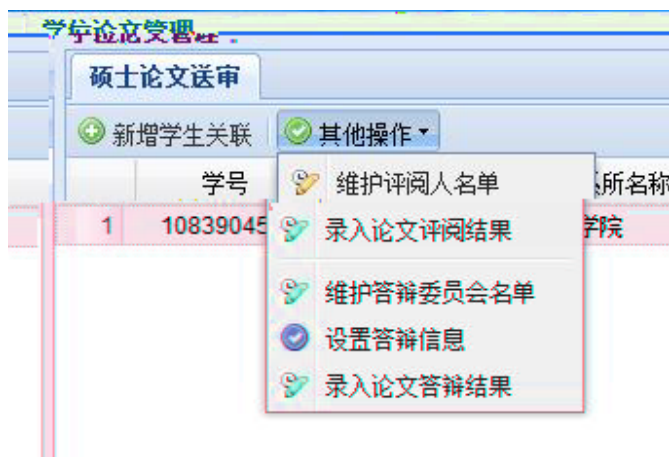 学位论文管理
硕士论文送审
新增学生关联 其他操作
学号 维护评阅人名单 所名称
1 10839045 录入论文评阅结果 学院
维护答辩委员会名单
设置答辩信息
录入论文答辩结果